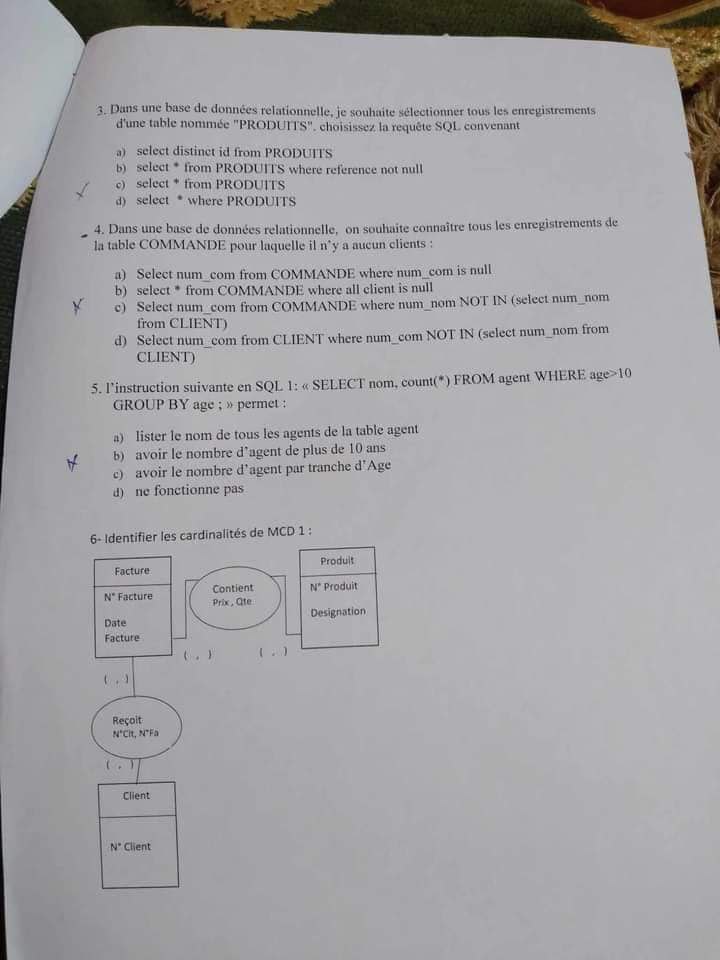 3. Dans une base de données relationnelle, je souhaite sélectionner tous les enregistrements
d'une table nommée "PRODUITS". choisissez la requête SQL convenant
a) select distinct id from PRODUITS
b) select * from PRODUITS where reference not null
c) select * from PRODUITS
d) select * where PRODUITS
4. Dans une base de données relationnelle, on souhaite connaître tous les enregistrements de
la table COMMANDE pour laquelle il n'y a aucun clients :
a) Select num_com from COMMANDE where num_com is null
b) select * from COMMANDE where all client is null
c) Select num_com from COMMANDE where num_nom NOT IN (select num_nom
from CLIENT)
d) Select num_com from CLIENT where num_com NOT IN (select num_nom from
CLIENT)
5. l'instruction suivante en SQL 1: « SELECT nom, count(*) FROM agent WHERE age>10
GROUP BY age ; » permet :
a) lister le nom de tous les agents de la table agent
b) avoir le nombre d'agent de plus de 10 ans
c) avoir le nombre d'agent par tranche d'Age
d) ne fonctionne pas
6- Identifier les cardinalités de MCD 1 :
Facture
N° Facture
Date
Facture
Contient
Prix , Qte
Produit
N° Produit
Designation
( , )
( , )
( , )
Reçoit
N°Clt, N°Fa
( , )
Client
N° Client